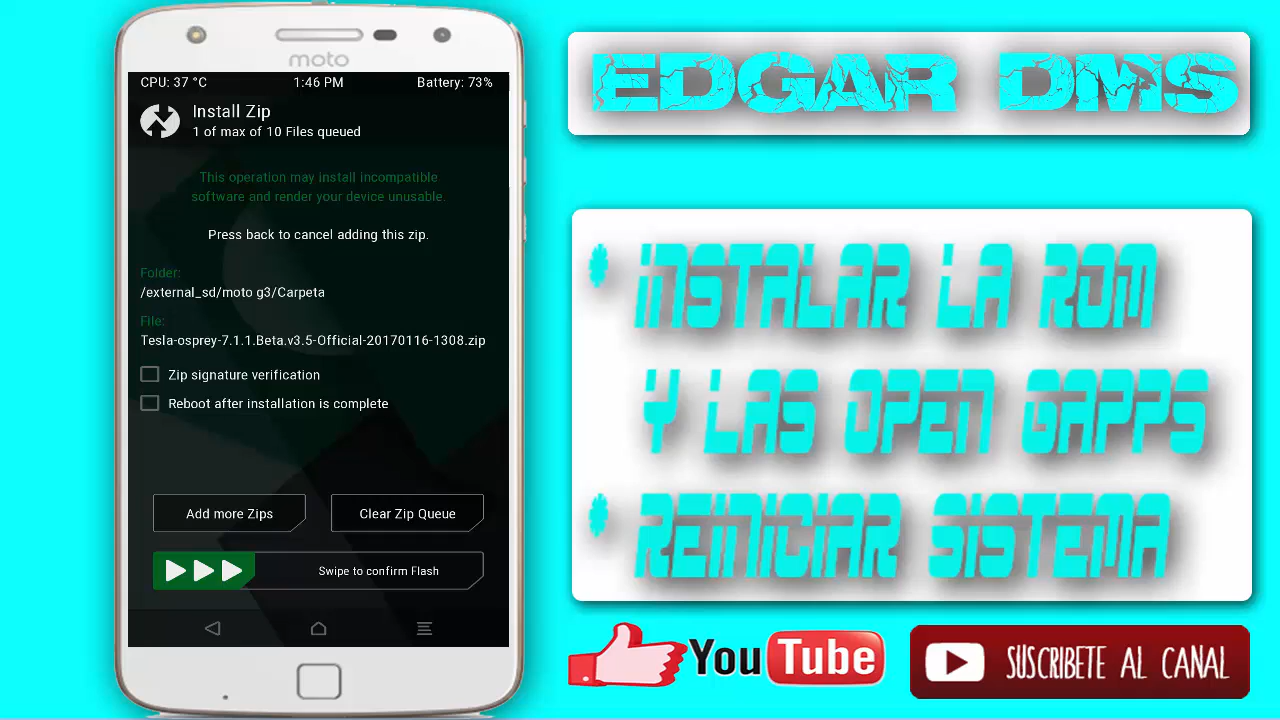 moto
CPU: 37 °C 1:46 PM Battery: 73%
Install Zip
1 of max of 10 Files queued
This operation may install incompatible
software and render your device unusable.
Press back to cancel adding this zip.
Folder:
/external_sd/moto g3/Carpeta
File:
Tesla-osprey-7.1.1.Beta.v3.5-Official-20170116-1308.zip
Zip signature verification
Reboot after installation is complete
Add more Zips
Clear Zip Queue
Swipe to confirm Flash
EDGAR DMS
* INSTALAR LA ROM
Y LAS OPEN GAPPS
* REINICIAR SISTEMA
YouTube
SUSCRIBETE AL CANAL